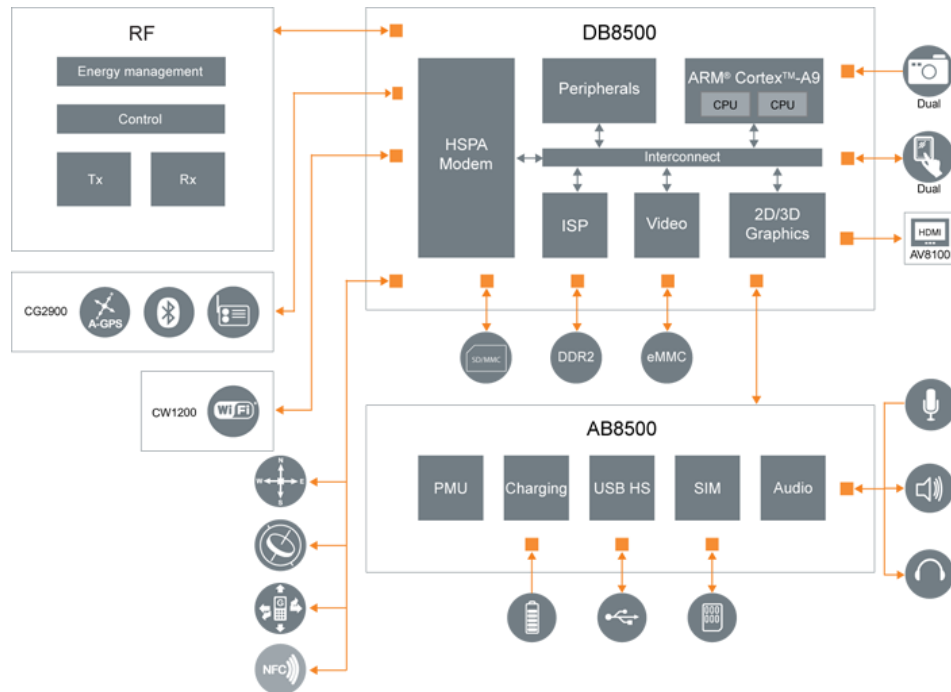 RF
Energy management
Control
Tx
Rx
DB8500
HSPA
Modem
Peripherals
ARM® Cortex™-A9
CPU
CPU
Interconnect
ISP
Video
2D/3D
Graphics
Dual
Dual
HDMI
AV8100
CG2900
A-GPS
CW1200
WiFi
SD/MMC
DDR2
eMMC
AB8500
PMU
Charging
USB HS
SIM
Audio
N
W
E
S
G
NFC